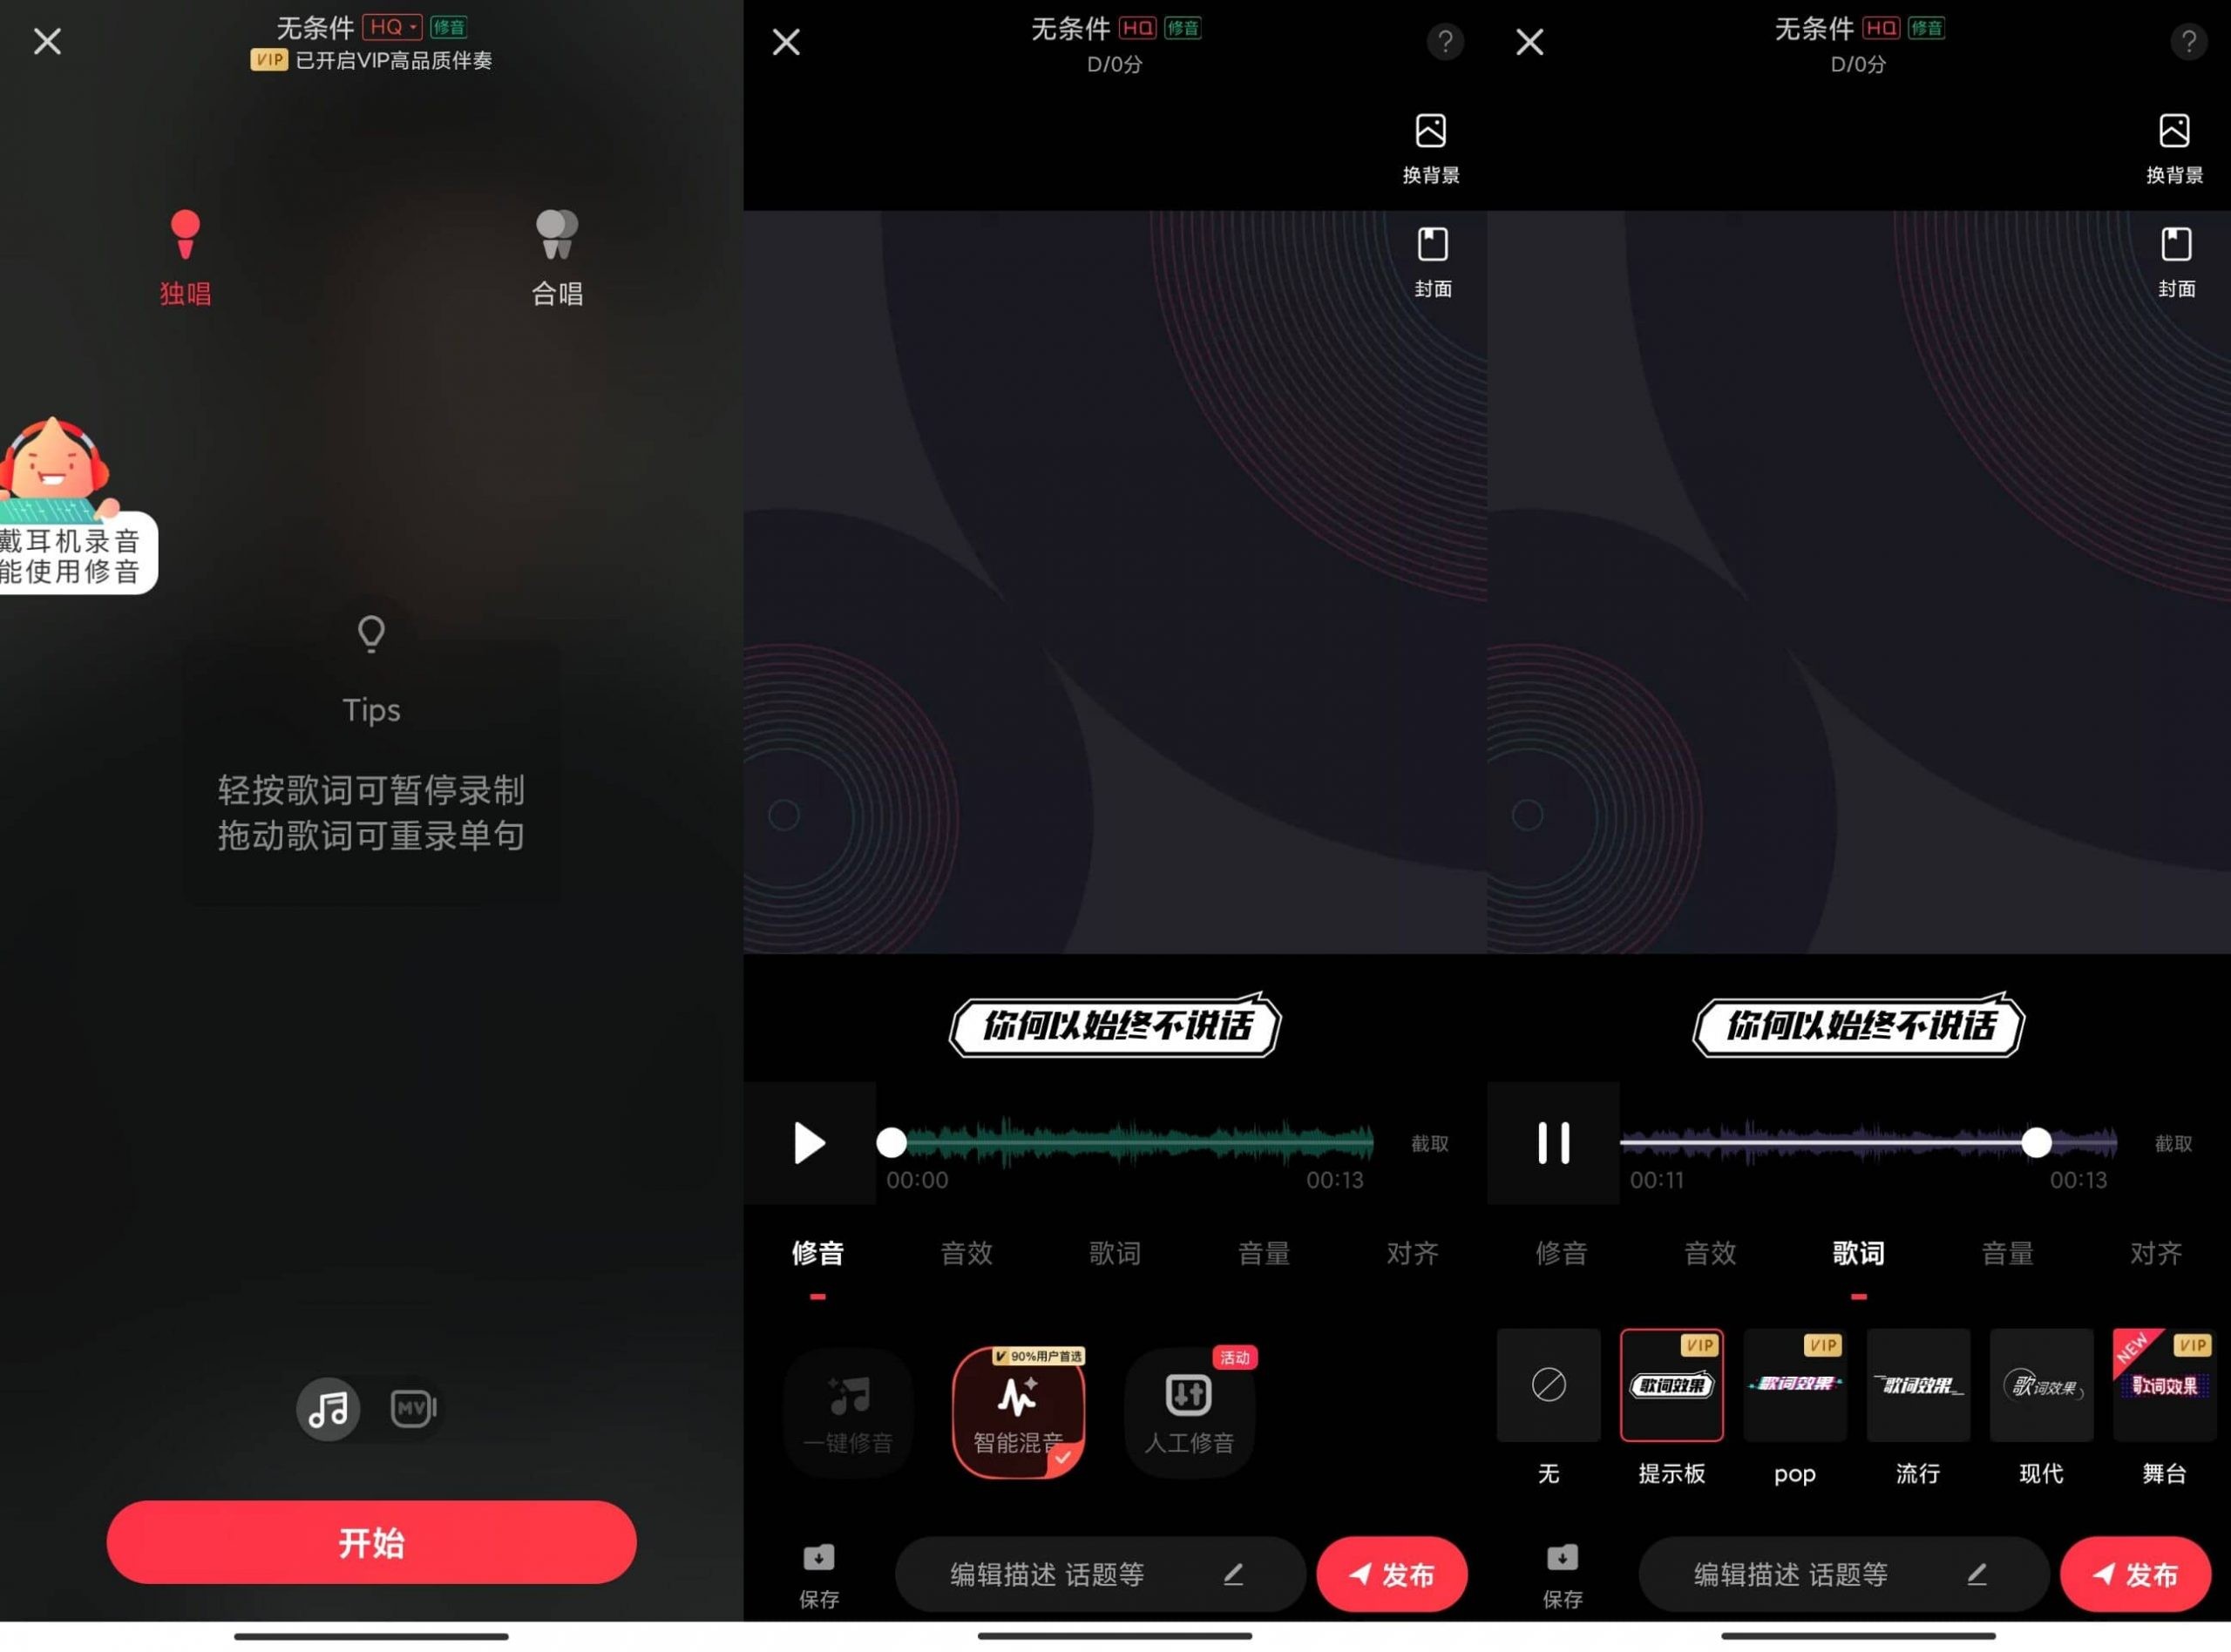 无条件 HQ 修音
VIP 已开启VIP高品质伴奏
独唱
合唱
戴耳机录音
能使用修音
Tips
轻按歌词可暂停录制
拖动歌词可重录单句
MV
开始
无条件 HQ 修音
D/0分
?
换背景
封面
你何以始终不说话
00:00
00:13
截取
修音
音效
歌词
音量
对齐
一键修音
90%用户首选
智能混音
活动
人工修音
保存
编辑描述 话题等
发布
无条件 HQ 修音
D/0分
?
换背景
封面
你何以始终不说话
00:11
00:13
截取
修音
音效
歌词
音量
对齐
无
VIP
歌词效果
提示板
VIP
歌词效果
pop
歌词效果
流行
歌词效果
现代
NEW
VIP
歌词效果
舞台
保存
编辑描述 话题等
发布